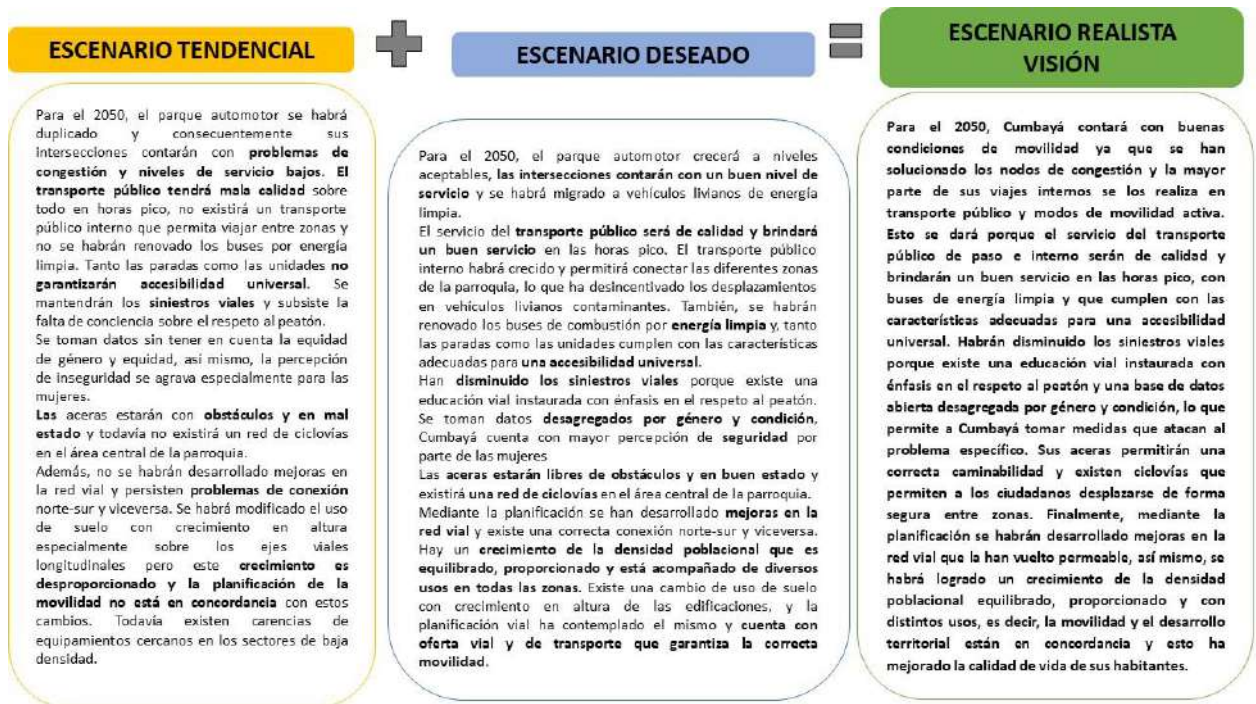 ESCENARIO TENDENCIAL
Para el 2050, el parque automotor se habrá
duplicado y consecuentemente sus
intersecciones contarán con problemas de
congestión y niveles de servicio bajos. El
transporte público tendrá mala calidad sobre
todo en horas pico, no existirá un transporte
público interno que permita viajar entre zonas y
no se habrán renovado los buses por energía
limpia. Tanto las paradas como las unidades no
garantizarán accesibilidad universal. Se
mantendrán los siniestros viales y subsiste la
falta de conciencia sobre el respeto al peatón.
Se toman datos sin tener en cuenta la equidad
de género y equidad, así mismo, la percepción
de inseguridad se agrava especialmente para las
mujeres.
Las aceras estarán con obstáculos y en mal
estado y todavía no existirá un red de ciclovías
en el área central de la parroquia.
Además, no se habrán desarrollado mejoras en
la red vial y persisten problemas de conexión
norte-sur y viceversa. Se habrá modificado el uso
de suelo con crecimiento en altura
especialmente sobre los ejes viales
longitudinales pero este crecimiento es
desproporcionado y la planificación de la
movilidad no está en concordancia con estos
cambios. Todavía existen carencias de
equipamientos cercanos en los sectores de baja
densidad.
+
ESCENARIO DESEADO
Para el 2050, el parque automotor crecerá a niveles
aceptables, las intersecciones contarán con un buen nivel de
servicio y se habrá migrado a vehículos livianos de energía
limpia.
El servicio del transporte público será de calidad y brindará
un buen servicio en las horas pico. El transporte público
interno habrá crecido y permitirá conectar las diferentes zonas
de la parroquia, lo que ha desincentivado los desplazamientos
en vehículos livianos contaminantes. También, se habrán
renovado los buses de combustión por energía limpia y, tanto
las paradas como las unidades cumplen con las características
adecuadas para una accesibilidad universal.
Han disminuido los siniestros viales porque existe una
educación vial instaurada con énfasis en el respeto al peatón.
Se toman datos desagregados por género y condición,
Cumbayá cuenta con mayor percepción de seguridad por
parte de las mujeres
Las aceras estarán libres de obstáculos y en buen estado y
existirá una red de ciclovías en el área central de la parroquia.
Mediante la planificación se han desarrollado mejoras en la
red vial y existe una correcta conexión norte-sur y viceversa.
Hay un crecimiento de la densidad poblacional que es
equilibrado, proporcionado y está acompañado de diversos
usos en todas las zonas. Existe una cambio de uso de suelo
con crecimiento en altura de las edificaciones, y la
planificación vial ha contemplado el mismo y cuenta con
oferta vial y de transporte que garantiza la correcta
movilidad.
=
ESCENARIO REALISTA
VISIÓN
Para el 2050, Cumbayá contará con buenas
condiciones de movilidad ya que se han
solucionado los nodos de congestión y la mayor
parte de sus viajes internos se los realiza en
transporte público y modos de movilidad activa.
Esto se dará porque el servicio del transporte
público de paso e interno serán de calidad y
brindarán un buen servicio en las horas pico, con
buses de energía limpia y que cumplen con las
características adecuadas para una accesibilidad
universal. Habrán disminuido los siniestros viales
porque existe una educación vial instaurada con
énfasis en el respeto al peatón y una base de datos
abierta desagregada por género y condición, lo que
permite a Cumbayá tomar medidas que atacan al
problema específico. Sus aceras permitirán una
correcta caminabilidad y existen ciclovías que
permiten a los ciudadanos desplazarse de forma
segura entre zonas. Finalmente, mediante la
planificación se habrán desarrollado mejoras en la
red vial que la han vuelto permeable, así mismo, se
habrá logrado un crecimiento de la densidad
poblacional equilibrado, proporcionado y con
distintos usos, es decir, la movilidad y el desarrollo
territorial están en concordancia y esto ha
mejorado la calidad de vida de sus habitantes.